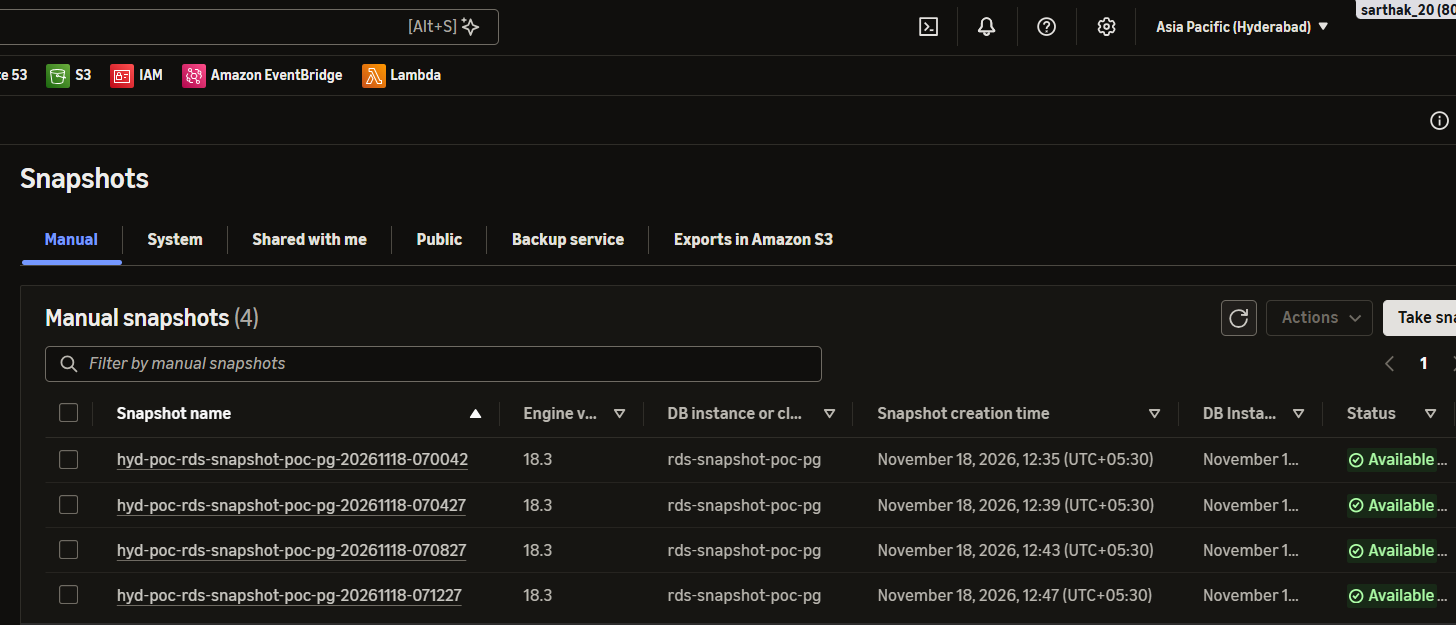 [Alt+S] Asia Pacific (Hyderabad) sarthak_20 (80
te 53 S3 IAM Amazon EventBridge Lambda
Snapshots
Manual System Shared with me Public Backup service Exports in Amazon S3
Manual snapshots (4) Actions Take sna
Filter by manual snapshots 1
Snapshot name Engine v... DB instance or cl... Snapshot creation time DB Insta... Status
hyd-poc-rds-snapshot-poc-pg-20261118-070042 18.3 rds-snapshot-poc-pg November 18, 2026, 12:35 (UTC+05:30) November 1... Available...
hyd-poc-rds-snapshot-poc-pg-20261118-070427 18.3 rds-snapshot-poc-pg November 18, 2026, 12:39 (UTC+05:30) November 1... Available...
hyd-poc-rds-snapshot-poc-pg-20261118-070827 18.3 rds-snapshot-poc-pg November 18, 2026, 12:43 (UTC+05:30) November 1... Available...
hyd-poc-rds-snapshot-poc-pg-20261118-071227 18.3 rds-snapshot-poc-pg November 18, 2026, 12:47 (UTC+05:30) November 1... Available...